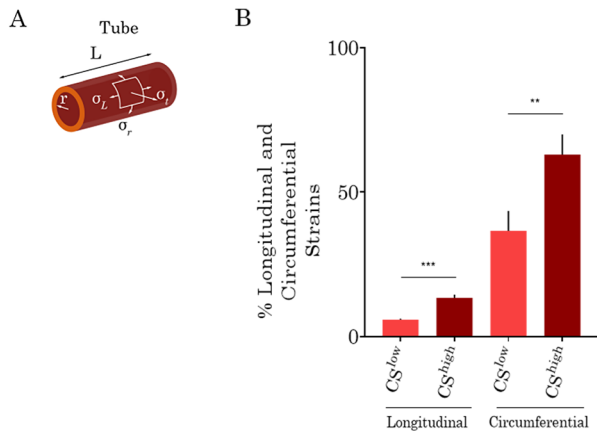 A
Tube
L
r
σL
σt
σr
B
% Longitudinal and
Circumferential
Strains
100
50
0
***
**
CSlow
CShigh
CSlow
CShigh
Longitudinal
Circumferential